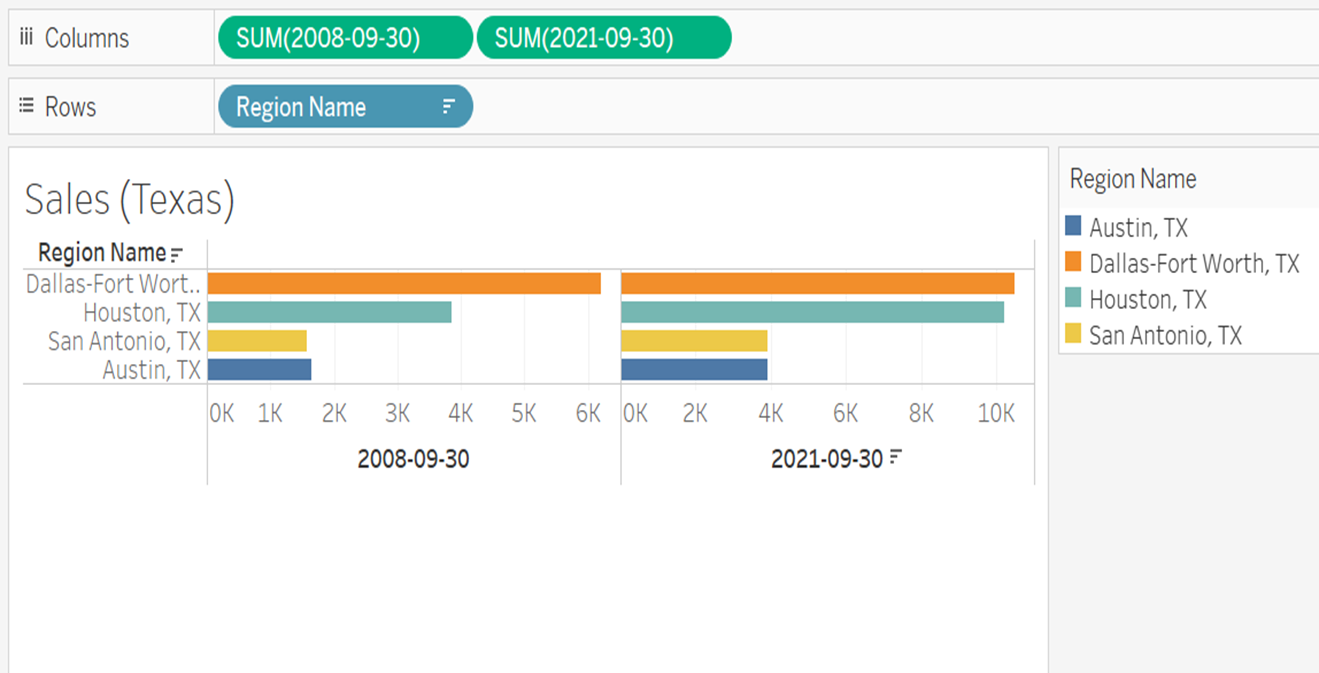 Columns SUM(2008-09-30) SUM(2021-09-30)
Rows Region Name
Sales (Texas)
Region Name
Dallas-Fort Wort..
Houston, TX
San Antonio, TX
Austin, TX
0K 1K 2K 3K 4K 5K 6K 0K 2K 4K 6K 8K 10K
2008-09-30 2021-09-30
Region Name
Austin, TX
Dallas-Fort Worth, TX
Houston, TX
San Antonio, TX